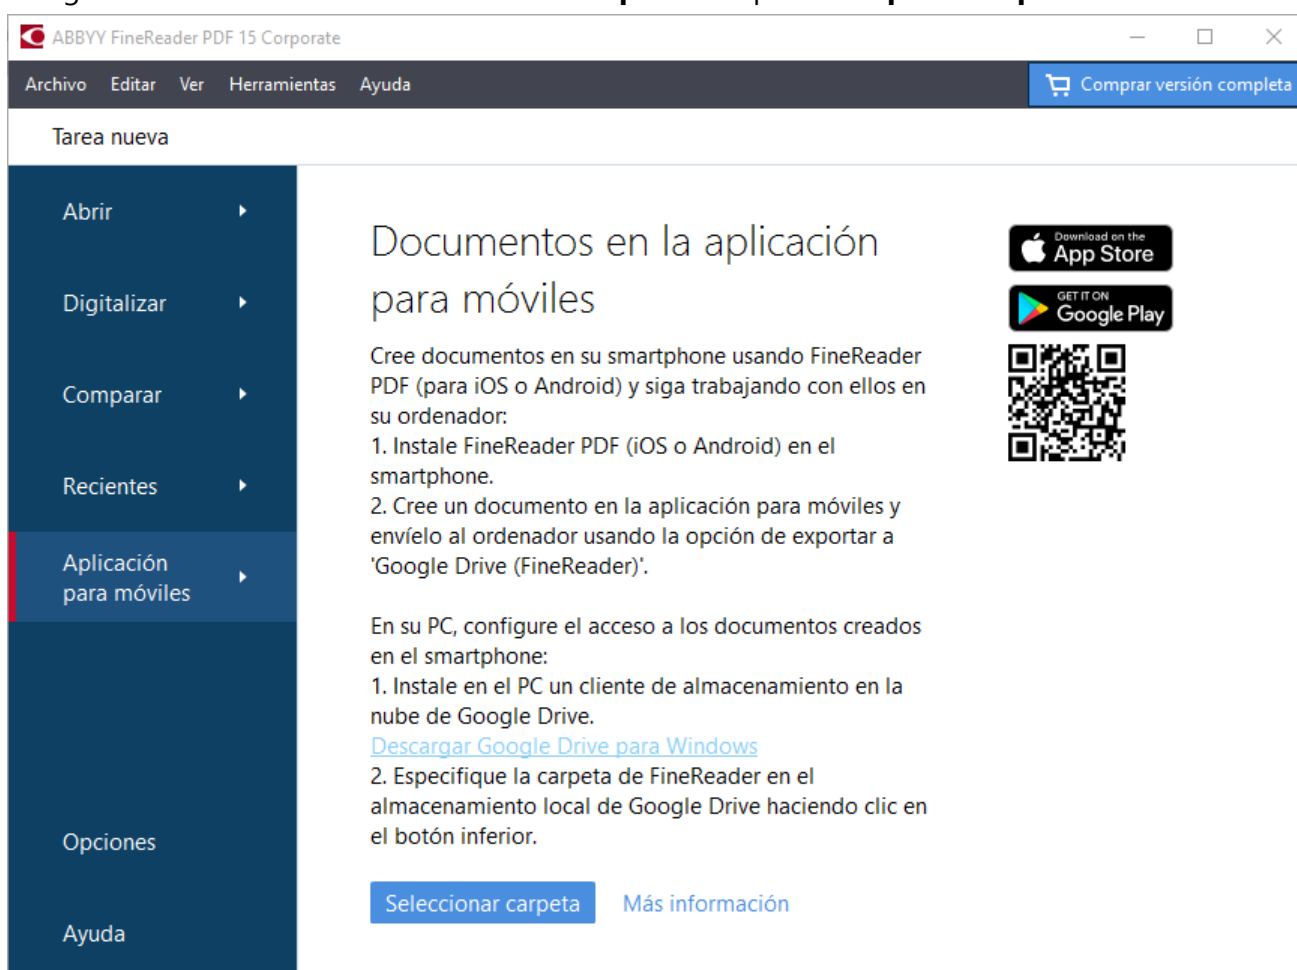 ABBYY FineReader PDF 15 Corporate
Archivo Editar Ver Herramientas Ayuda
Comprar versión completa
Tarea nueva
Abrir
Digitalizar
Comparar
Recientes
Aplicación
para móviles
Opciones
Ayuda
Documentos en la aplicación
para móviles
Cree documentos en su smartphone usando FineReader
PDF (para iOS o Android) y siga trabajando con ellos en
su ordenador:
1. Instale FineReader PDF (iOS o Android) en el
smartphone.
2. Cree un documento en la aplicación para móviles y
envíelo al ordenador usando la opción de exportar a
'Google Drive (FineReader)'.
En su PC, configure el acceso a los documentos creados
en el smartphone:
1. Instale en el PC un cliente de almacenamiento en la
nube de Google Drive.
Descargar Google Drive para Windows
2. Especifique la carpeta de FineReader en el
almacenamiento local de Google Drive haciendo clic en
el botón inferior.
Seleccionar carpeta Más información
Download on the
App Store
GET IT ON
Google Play